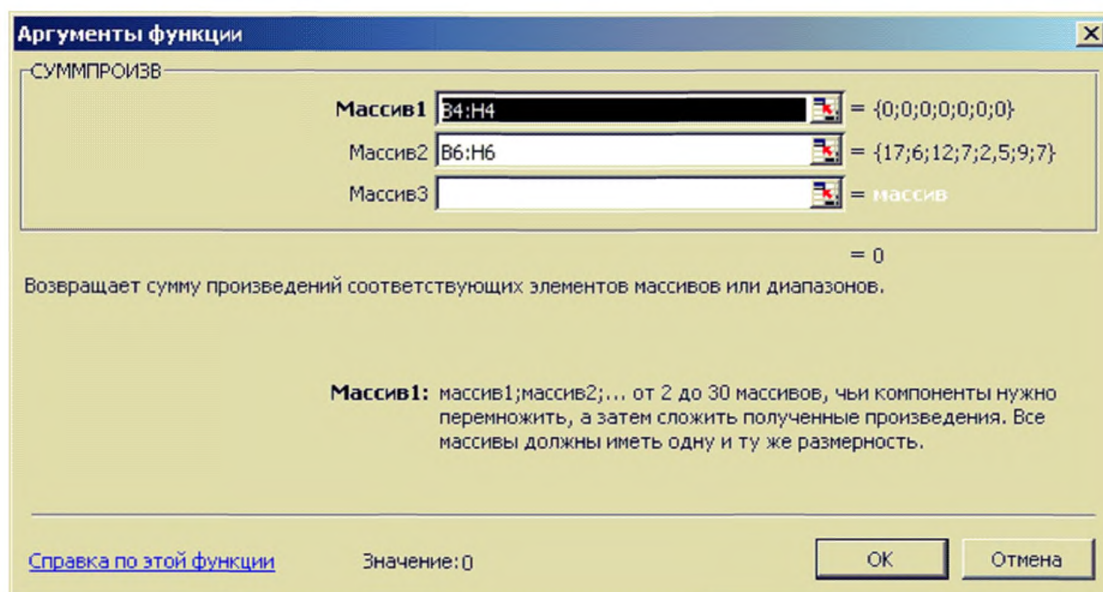 Аргументы функции
СУММПРОИЗВ
Массив1 B4:H4 = {0;0;0;0;0;0;0}
Массив2 B6:H6 = {17;6;12;7;2,5;9;7}
Массив3 = массив
= 0
Возвращает сумму произведений соответствующих элементов массивов или диапазонов.
Массив1: массив1;массив2;... от 2 до 30 массивов, чьи компоненты нужно
перемножить, а затем сложить полученные произведения. Все
массивы должны иметь одну и ту же размерность.
Справка по этой функции Значение:0 ОК Отмена